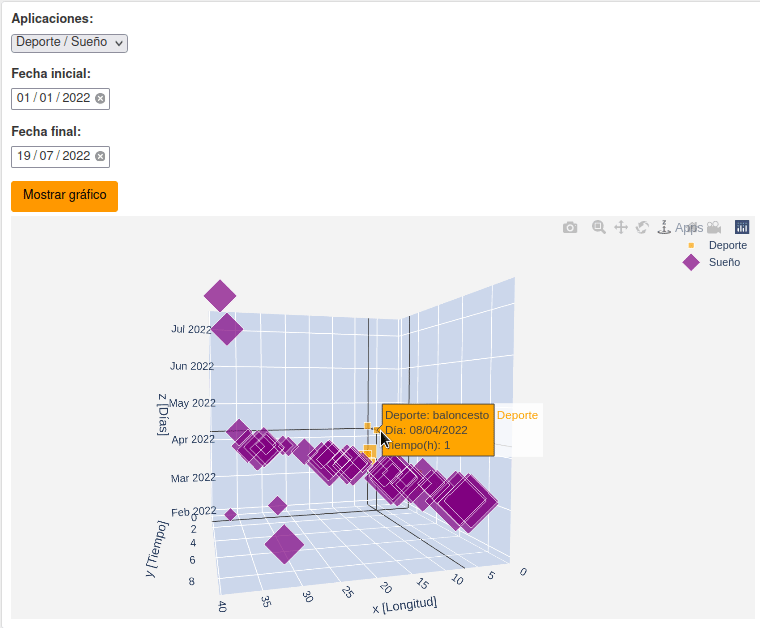 Aplicaciones:
Deporte / Sueño
Fecha inicial:
01 / 01 / 2022
Fecha final:
19 / 07 / 2022
Mostrar gráfico
Apps
Deporte
Sueño
Jul 2022
Jun 2022
May 2022
Apr 2022
Mar 2022
Feb 2022
z [Días]
Deporte: baloncesto
Día: 08/04/2022
Tiempo(h): 1
Deporte
0
2
4
6
8
y [Tiempo]
40
35
30
25
20
15
10
5
0
x [Longitud]